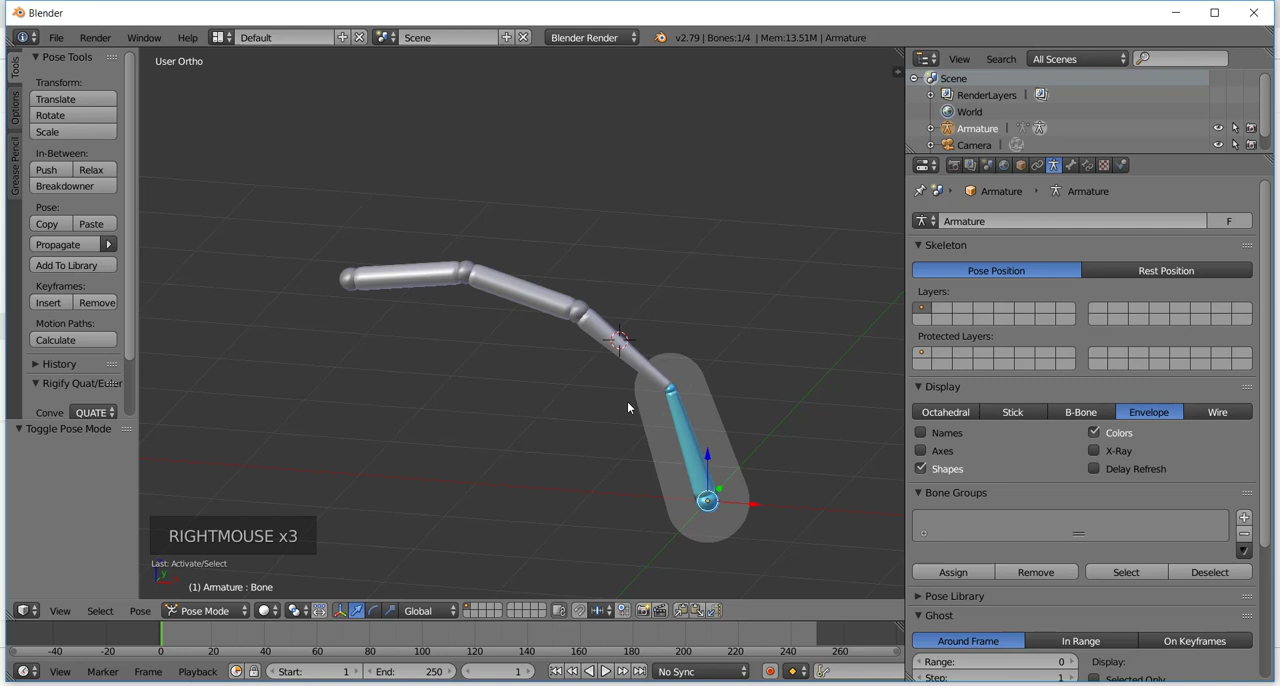 Blender
File Render Window Help Default Scene Blender Render v2.79 | Bones:1/4 | Mem:13.51M | Armature
Tools
Options
Grease Pencil
Pose Tools
Transform:
Translate
Rotate
Scale
In-Between:
Push Relax
Breakdowner
Pose:
Copy Paste
Propagate
Add To Library
Keyframes:
Insert Remove
Motion Paths:
Calculate
History
Rigify Quat/Euler
Conve QUATE
Toggle Pose Mode
User Ortho
RIGHTMOUSE x3
Last: Activate/Select
y
(1) Armature : Bone
View Select Pose Pose Mode Global
-40 -20 0 20 40 60 80 100 120 140 160 180 200 220 240 260
View Marker Frame Playback Start: 1 End: 250 1 No Sync
View Search All Scenes
Scene
RenderLayers |
World
Armature |
Camera |
Armature Armature
Armature F
Skeleton
Pose Position Rest Position
Layers:
Protected Layers:
Display
Octahedral Stick B-Bone Envelope Wire
Names Colors
Axes X-Ray
Shapes Delay Refresh
Bone Groups
Assign Remove Select Deselect
Pose Library
Ghost
Around Frame In Range On Keyframes
Range: 0 Display:
Step: 1 Selected Only